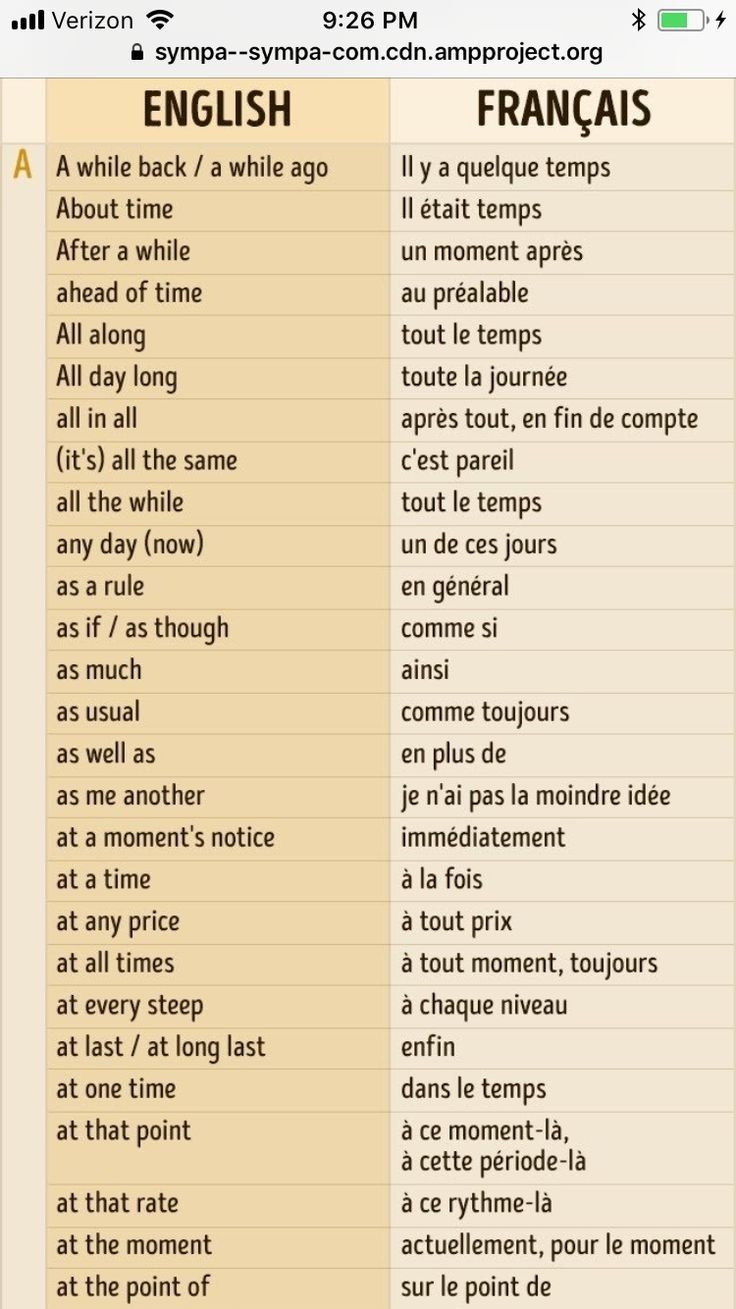 Verizon 9:26 PM
sympa--sympa-com.cdn.ampproject.org
ENGLISH FRANÇAIS
A A while back / a while ago Il y a quelque temps
About time Il était temps
After a while un moment après
ahead of time au préalable
All along tout le temps
All day long toute la journée
all in all après tout, en fin de compte
(it's) all the same c'est pareil
all the while tout le temps
any day (now) un de ces jours
as a rule en général
as if / as though comme si
as much ainsi
as usual comme toujours
as well as en plus de
as me another je n'ai pas la moindre idée
at a moment's notice immédiatement
at a time à la fois
at any price à tout prix
at all times à tout moment, toujours
at every steep à chaque niveau
at last / at long last enfin
at one time dans le temps
at that point à ce moment-là,
à cette période-là
at that rate à ce rythme-là
at the moment actuellement, pour le moment
at the point of sur le point de